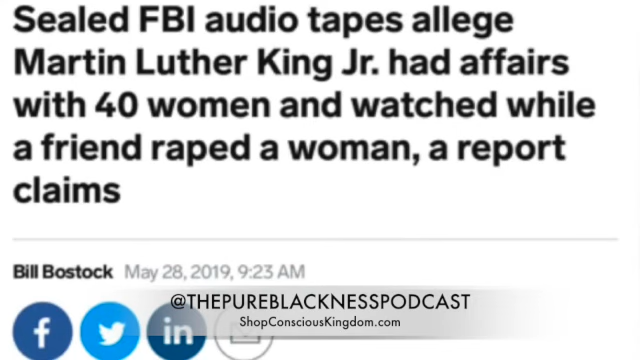 Sealed FBI audio tapes allege
Martin Luther King Jr. had affairs
with 40 women and watched while
a friend raped a woman, a report
claims
Bill Bostock May 28, 2019, 9:23 AM
@THEPUREBLACKNESSPODCAST
ShopConsciousKingdom.com
f
in